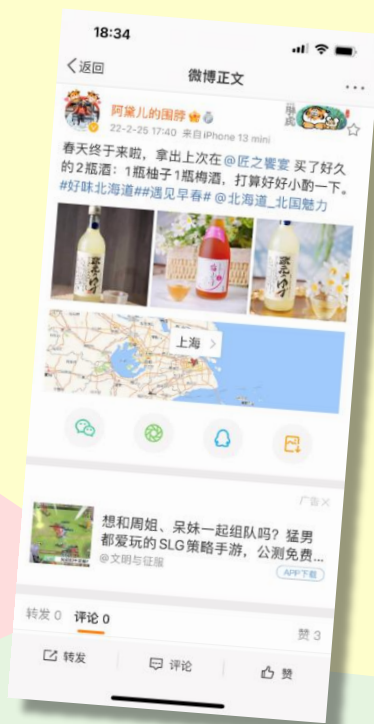 18:34
返回
微博正文
阿黛儿的围脖
22-2-25 17:40 来自iPhone 13 mini
春天终于来啦，拿出上次在@匠之饗宴 买了好久
的2瓶酒：1瓶柚子1瓶梅酒，打算好好小酌一下。
#好味北海道##遇见早春# @北海道_北国魅力
上海
广告
想和周姐、呆妹一起组队吗？猛男
都爱玩的SLG策略手游，公测免费...
@文明与征服
APP下载
转发 0 评论 0
赞 3
转发
评论
赞